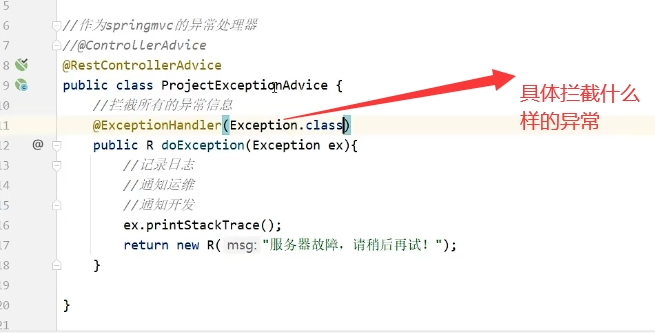 5
6 //作为springmvc的异常处理器
7 //@ControllerAdvice
8 @RestControllerAdvice
9 public class ProjectExceptionAdvice {
10 //拦截所有的异常信息
11 @ExceptionHandler(Exception.class)
12 @ public R doException(Exception ex){
13 //记录日志
14 //通知运维
15 //通知开发
16 ex.printStackTrace();
17 return new R( msg: "服务器故障，请稍后再试！");
18 }
19
20 }
21
具体拦截什么
样的异常